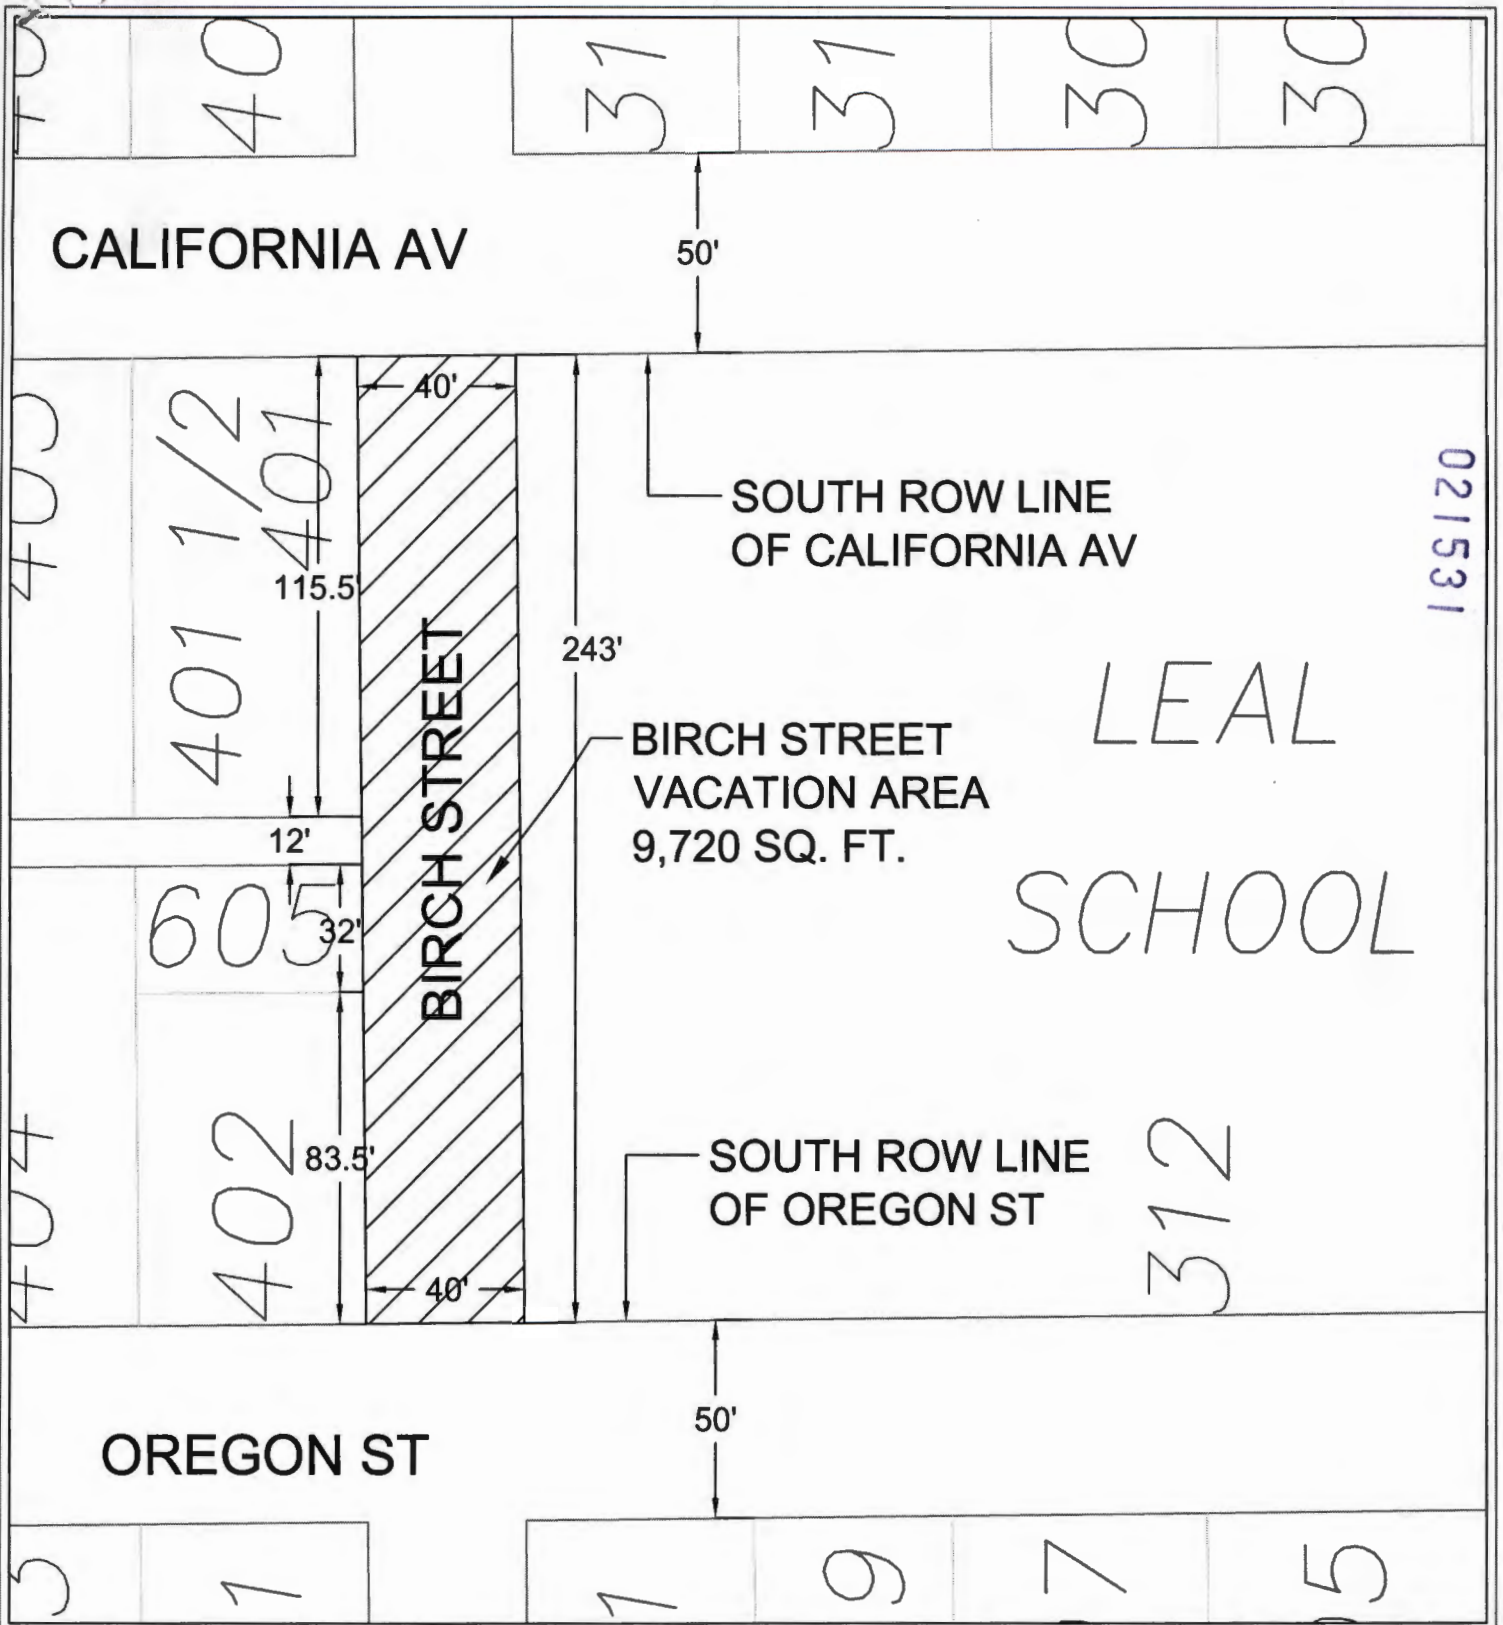 40
31
31
30
30
CALIFORNIA AV
50'
40'
401 1/2
401
115.5'
SOUTH ROW LINE
OF CALIFORNIA AV
021531
243'
BIRCH STREET
LEAL
SCHOOL
BIRCH STREET
VACATION AREA
9,720 SQ. FT.
12'
605
32'
402
83.5'
404
SOUTH ROW LINE
OF OREGON ST
312
40'
OREGON ST
50'
1
1
9
7